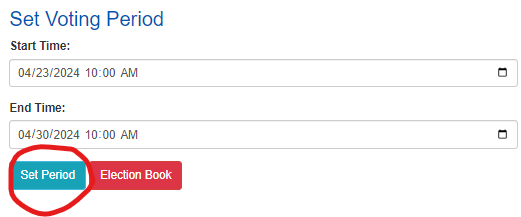 Set Voting Period
Start Time:
04/23/2024 10:00 AM
End Time:
04/30/2024 10:00 AM
Set Period Election Book